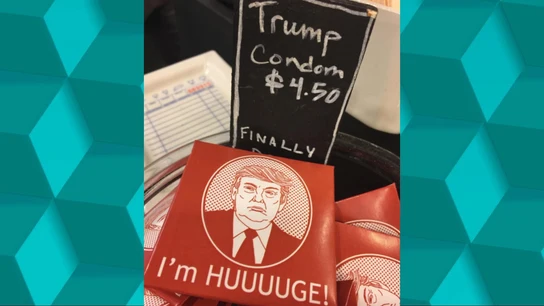 Trump
Condom
$4.50
FINALLY
I'm HUUUUGE!